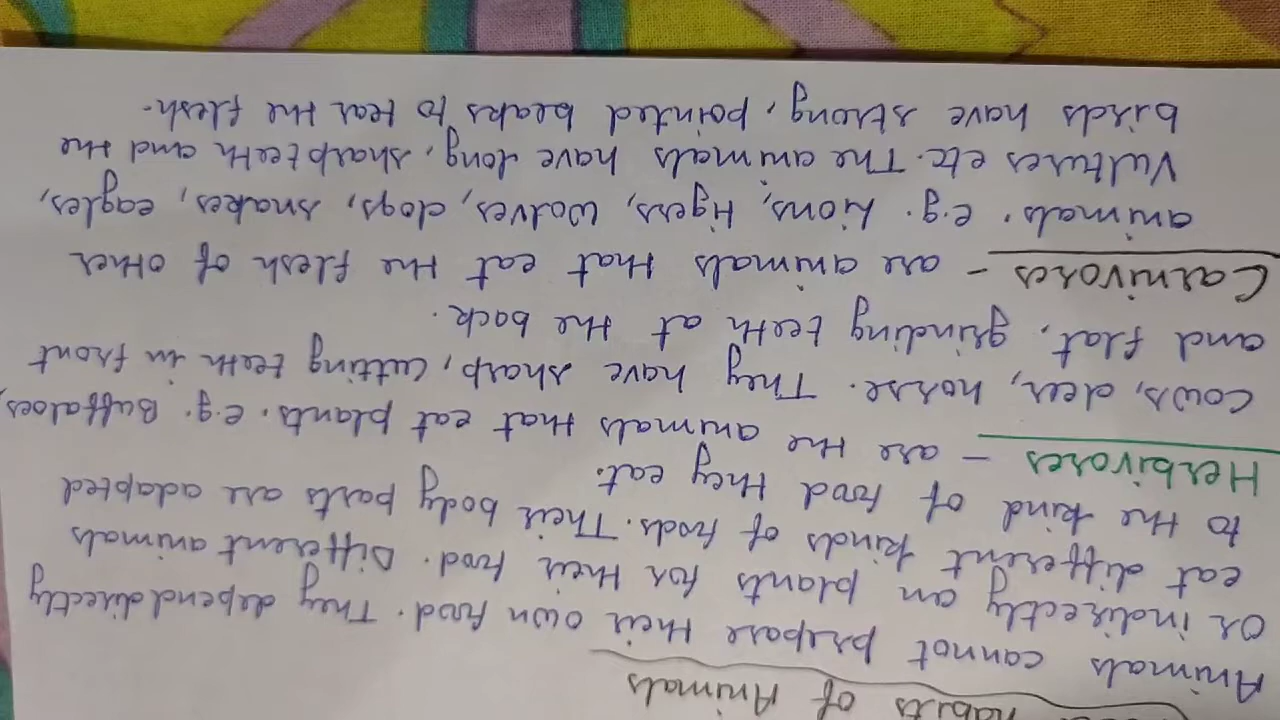 habits of Animals
Animals cannot prepare their own food. They depend directly
or indirectly on plants for their food. Different animals
eat different kinds of foods. Their body parts are adapted
to the kind of food they eat.
Herbivores - are the animals that eat plants. e.g. Buffaloes,
cows, deer, horse. They have sharp, cutting teeth in front
and flat, grinding teeth at the back.
Carnivores - are animals that eat the flesh of other
animals. e.g. Lions, tigers, wolves, dogs, snakes, eagles,
Vultures etc. The animals have long, sharp teeth and the
birds have strong, pointed beaks to tear the flesh.